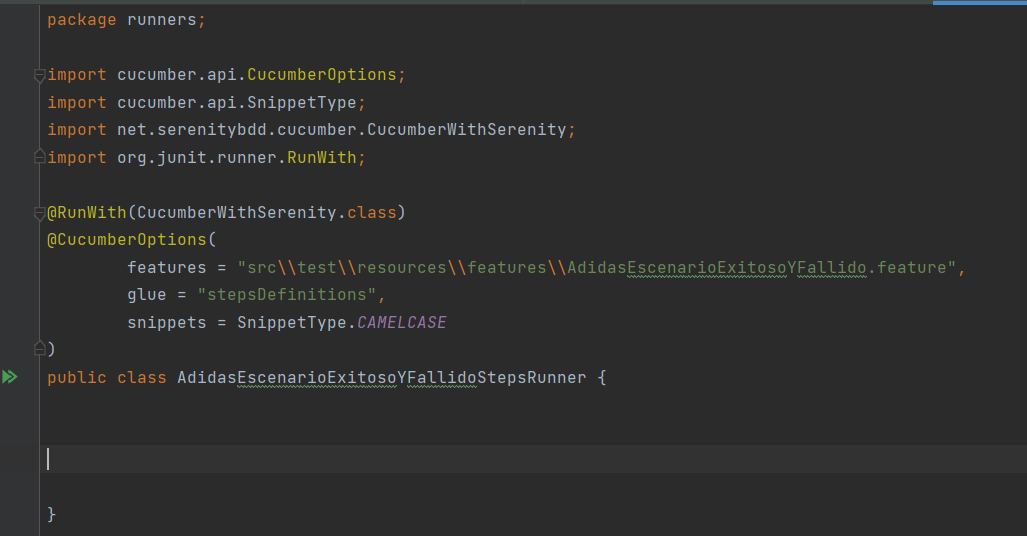 package runners;
import cucumber.api.CucumberOptions;
import cucumber.api.SnippetType;
import net.serenitybdd.cucumber.CucumberWithSerenity;
import org.junit.runner.RunWith;
@RunWith(CucumberWithSerenity.class)
@CucumberOptions(
features = "src\\test\\resources\\features\\AdidasEscenarioExitosoYFallido.feature",
glue = "stepsDefinitions",
snippets = SnippetType.CAMELCASE
)
public class AdidasEscenarioExitosoYFallidoStepsRunner {
}